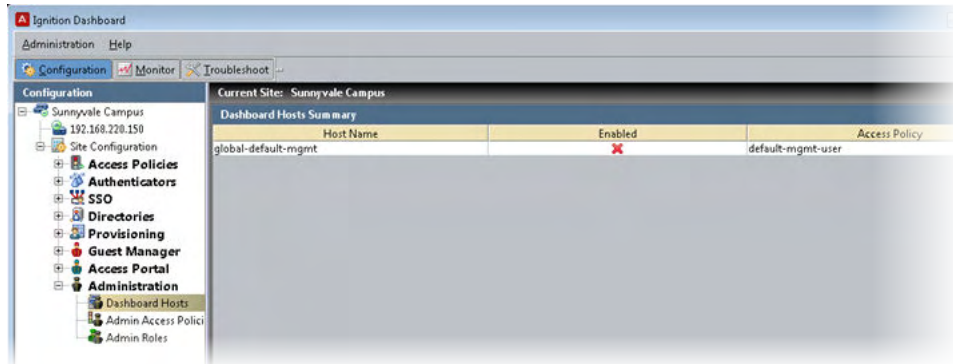 Ignition Dashboard
Administration Help
Configuration Monitor Troubleshoot
Configuration
Current Site: Sunnyvale Campus
Sunnyvale Campus
192.168.220.150
Site Configuration
Access Policies
Authenticators
SSO
Directories
Provisioning
Guest Manager
Access Portal
Administration
Dashboard Hosts
Admin Access Polici
Admin Roles
Dashboard Hosts Summary
Host Name Enabled Access Policy
global-default-mgmt default-mgmt-user